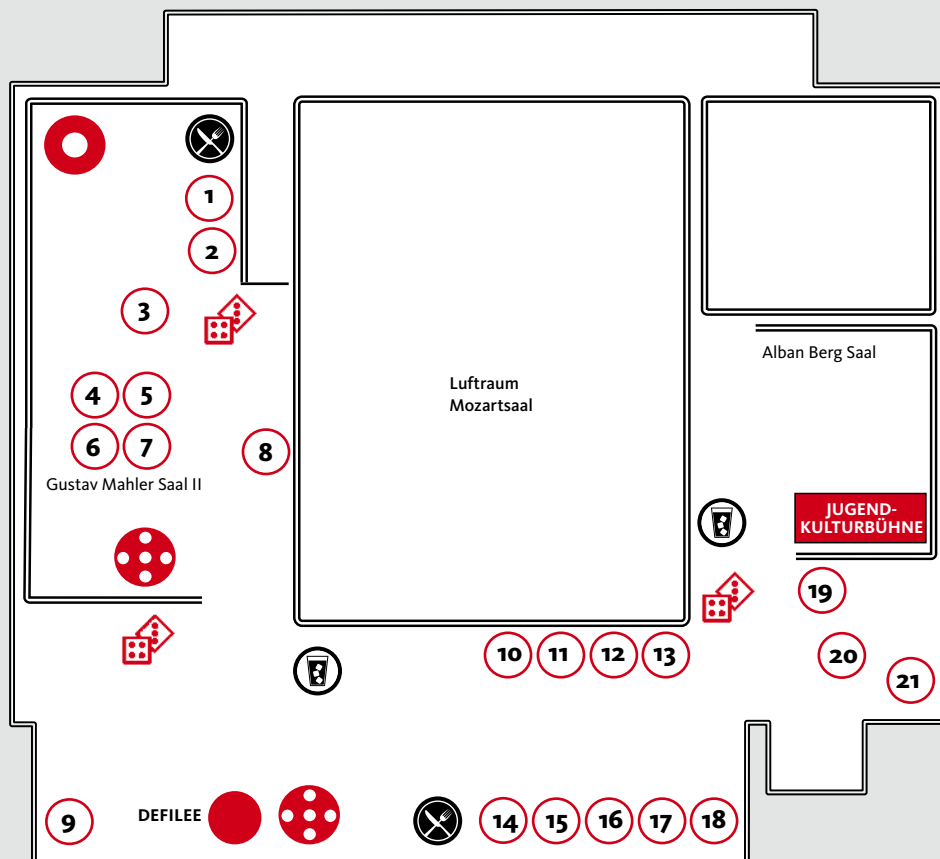 1
2
3
4 5
6 7
Gustav Mahler Saal II
8
Luftraum
Mozartsaal
Alban Berg Saal
JUGEND-
KULTURBÜHNE
19
10 11 12 13
20
21
9
DEFILEE
14 15 16 17 18